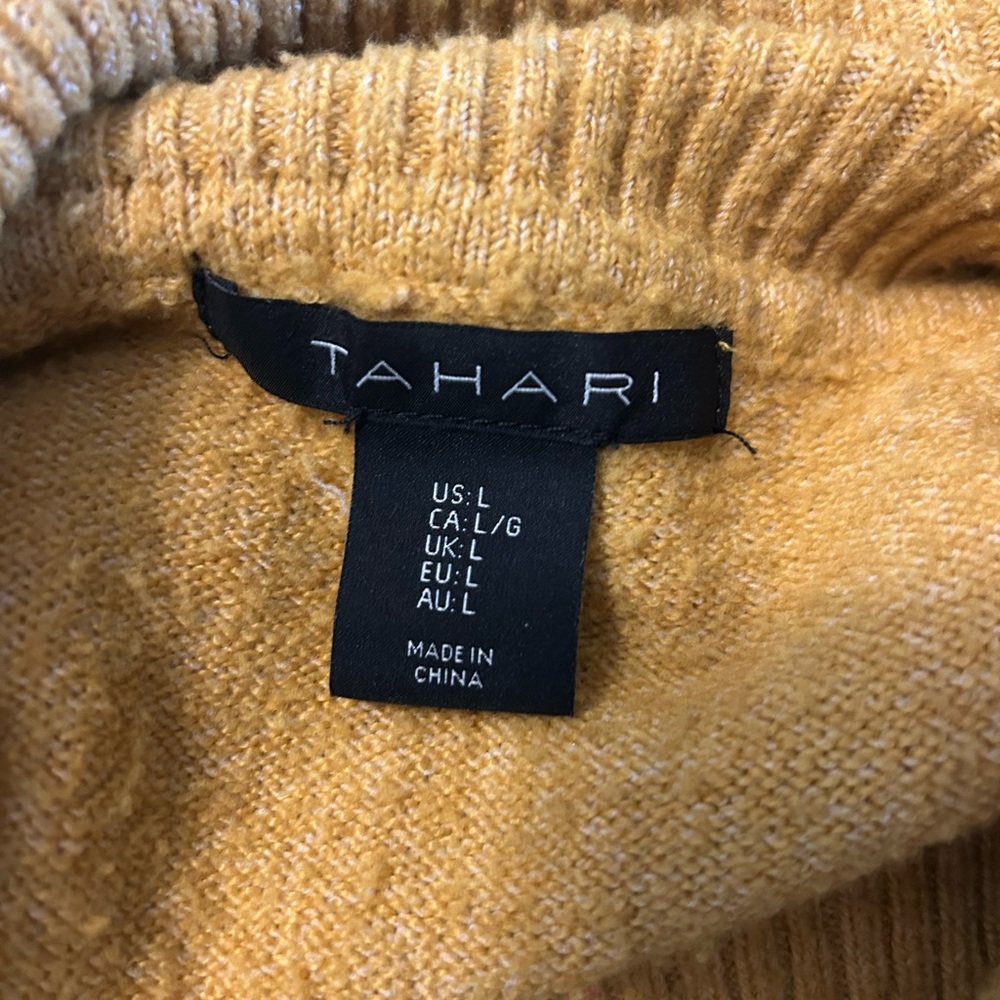 TAHARI
US: L
CA: L/G
UK: L
EU: L
AU: L
MADE IN
CHINA